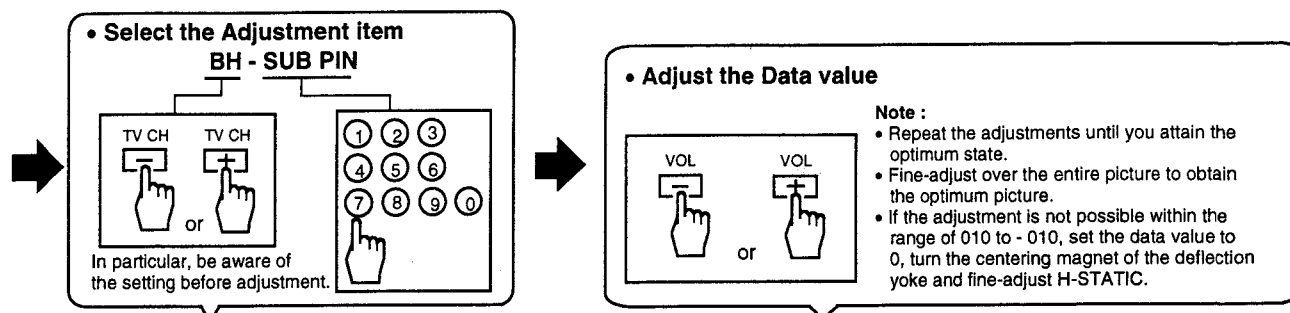 • Select the Adjustment item
BH - SUB PIN
TV CH TV CH
- +
or
1 2 3
4 5 6
7 8 9 0
In particular, be aware of
the setting before adjustment.
• Adjust the Data value
VOL VOL
- +
or
Note :
• Repeat the adjustments until you attain the
optimum state.
• Fine-adjust over the entire picture to obtain
the optimum picture.
• If the adjustment is not possible within the
range of 010 to - 010, set the data value to
0, turn the centering magnet of the deflection
yoke and fine-adjust H-STATIC.